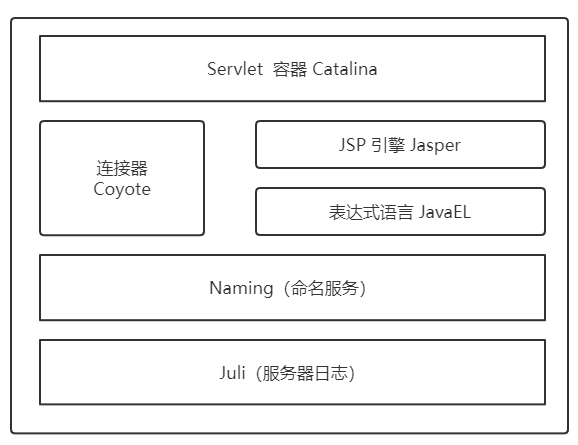 Servlet 容器 Catalina
连接器
Coyote
JSP 引擎 Jasper
表达式语言 JavaEL
Naming（命名服务）
Juli（服务器日志）